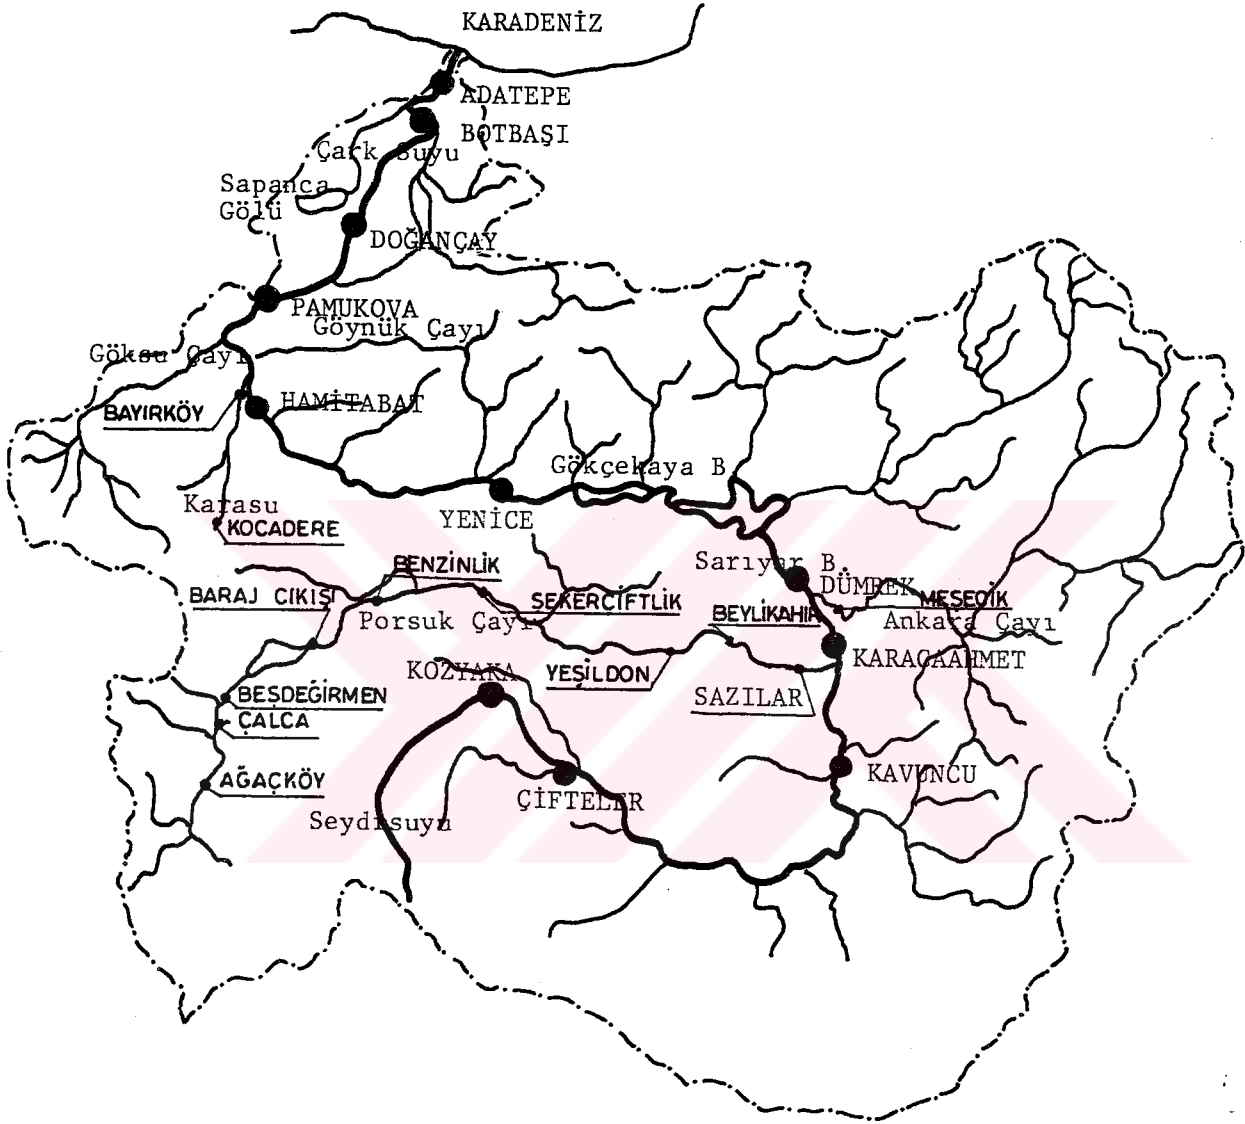 KARADENİZ
ADATEPE
BOTBAŞI
Çark Suyu
Sapanca
Gölü
DOĞANÇAY
PAMUKOVA
Göynük Çayı
Göksu Çayı
HAMİTABAT
BAYIRKÖY
Gökçekaya B.
Karasu
YENİCE
KOCADERE
Sarıyar B.
BENZİNLİK
DÜMREK
BARAJ ÇIKIŞI
ŞEKERÇİFTLİK
BEYLİKAHIR
MEŞECİK
Porsuk Çayı
Ankara Çayı
KARACAAHMET
KOZYAKA
YEŞİLDON
BEŞDEĞİRMEN
SAZILAR
ÇALCA
AĞAÇKÖY
KAVUNCU
ÇİFTELER
Seydisuyu